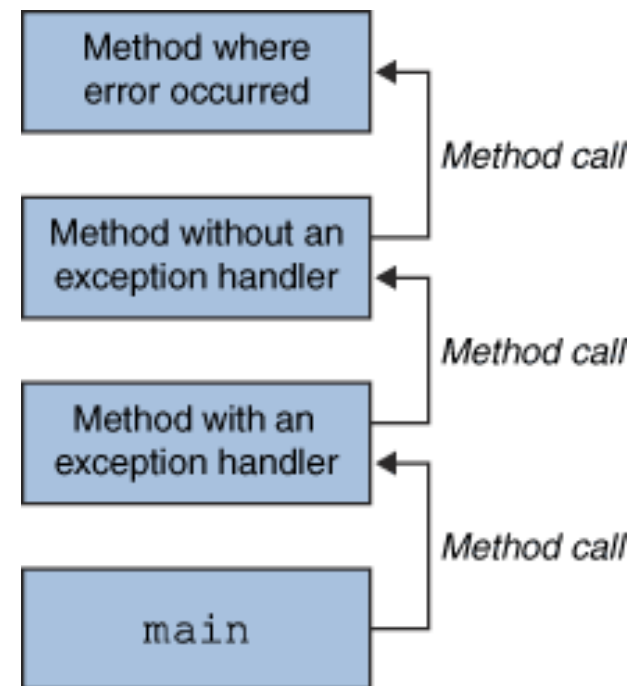 Method where
error occurred
Method call
Method without an
exception handler
Method call
Method with an
exception handler
Method call
main